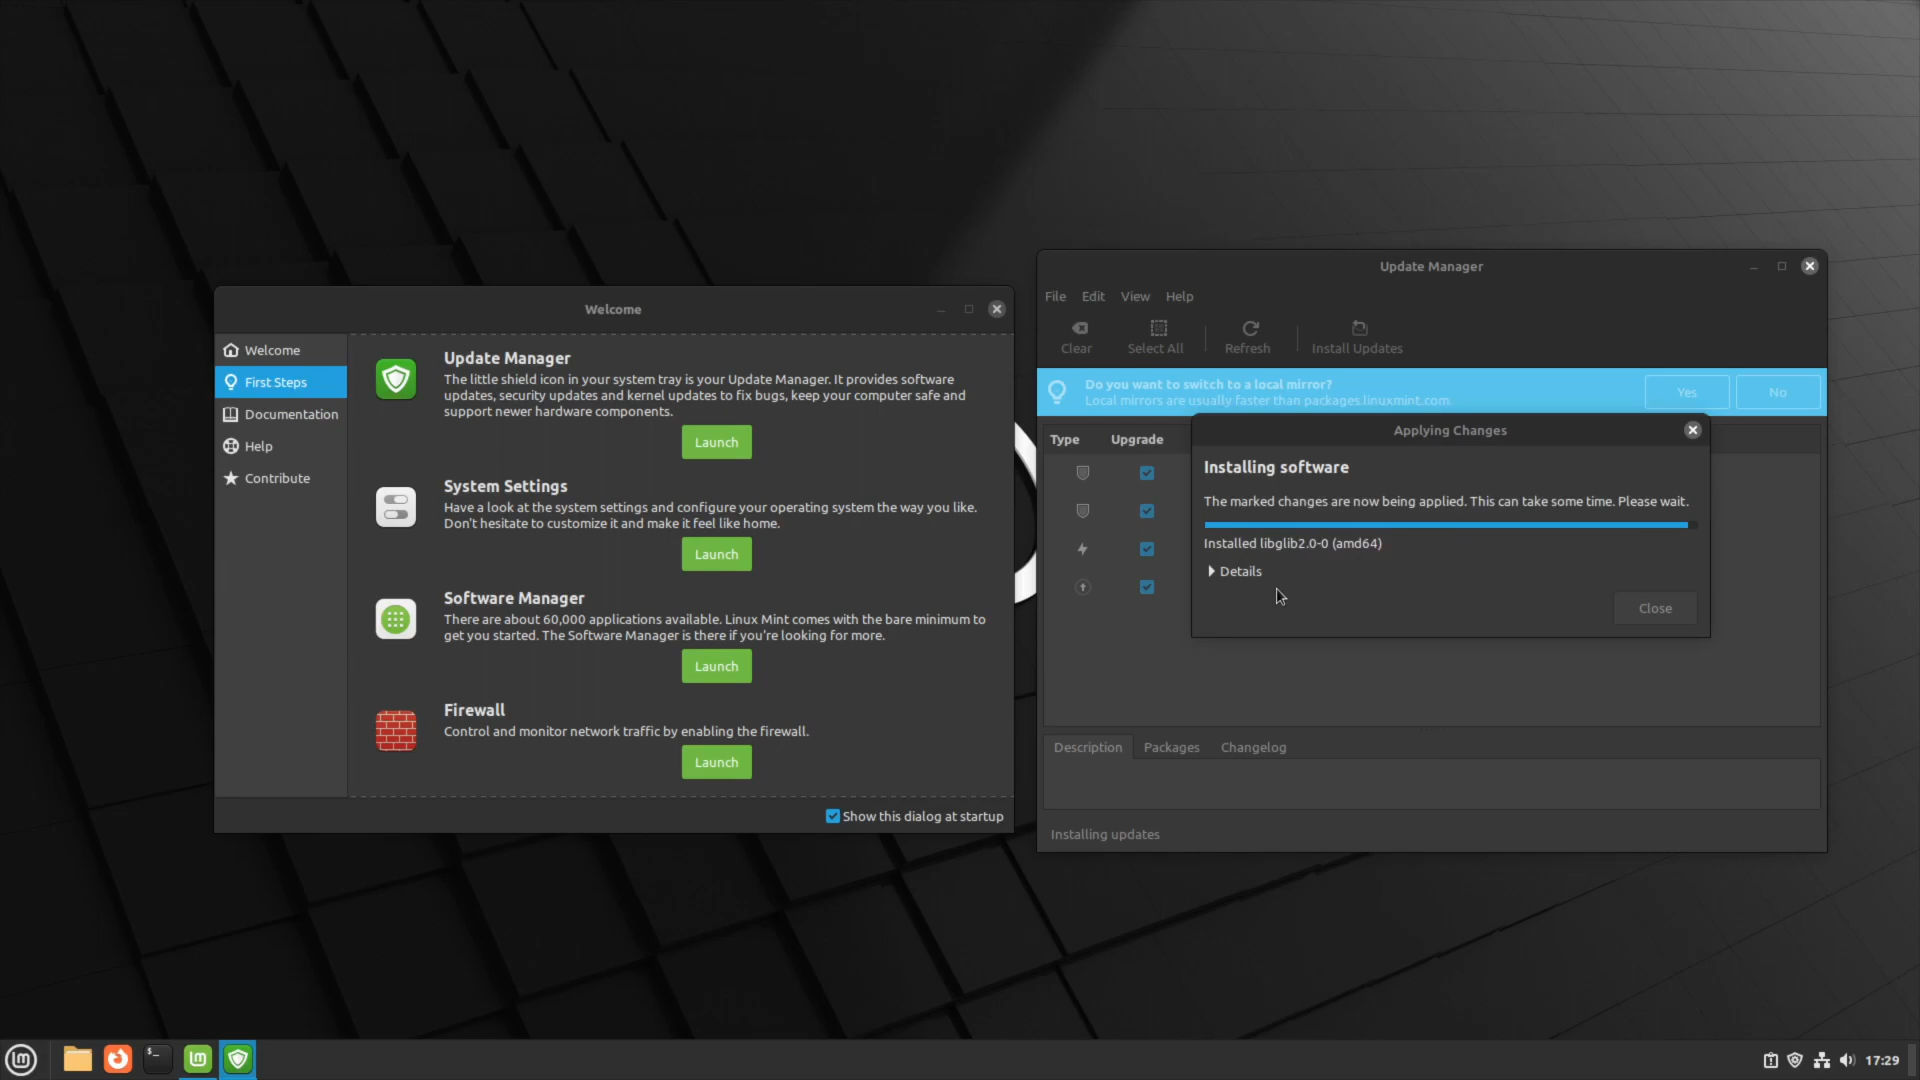 Welcome
Welcome
First Steps
Documentation
Help
Contribute
Update Manager
The little shield icon in your system tray is your Update Manager. It provides software
updates, security updates and kernel updates to fix bugs, keep your computer safe and
support newer hardware components.
Launch
System Settings
Have a look at the system settings and configure your operating system the way you like.
Don't hesitate to customize it and make it feel like home.
Launch
Software Manager
There are about 60,000 applications available. Linux Mint comes with the bare minimum to
get you started. The Software Manager is there if you're looking for more.
Launch
Firewall
Control and monitor network traffic by enabling the firewall.
Launch
Show this dialog at startup
Update Manager
File Edit View Help
Clear Select All Refresh Install Updates
Do you want to switch to a local mirror?
Local mirrors are usually faster than packages.linuxmint.com.
Yes No
Type Upgrade
Applying Changes
Installing software
The marked changes are now being applied. This can take some time. Please wait.
Installed libglib2.0-0 (amd64)
Details
Close
Description Packages Changelog
Installing updates
17:29